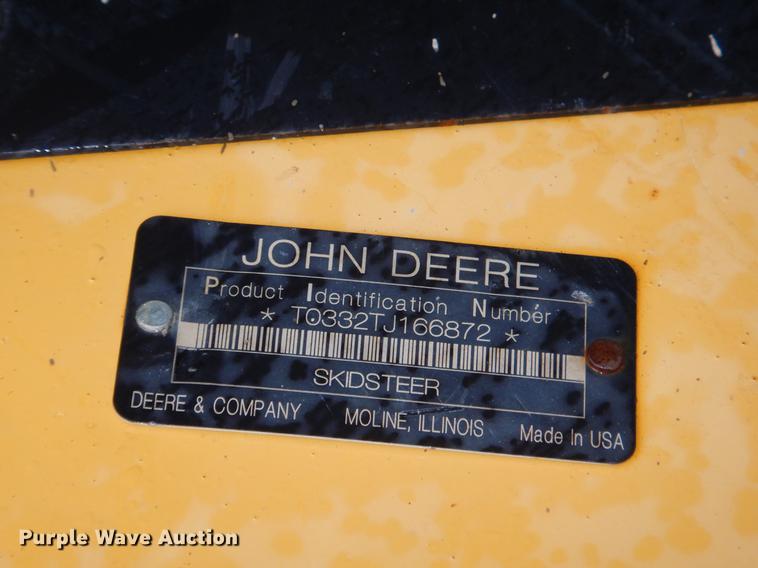 JOHN DEERE
Product Identification Number
* T0332TJ166872 *
SKIDSTEER
DEERE & COMPANY MOLINE, ILLINOIS Made In USA
Purple Wave Auction